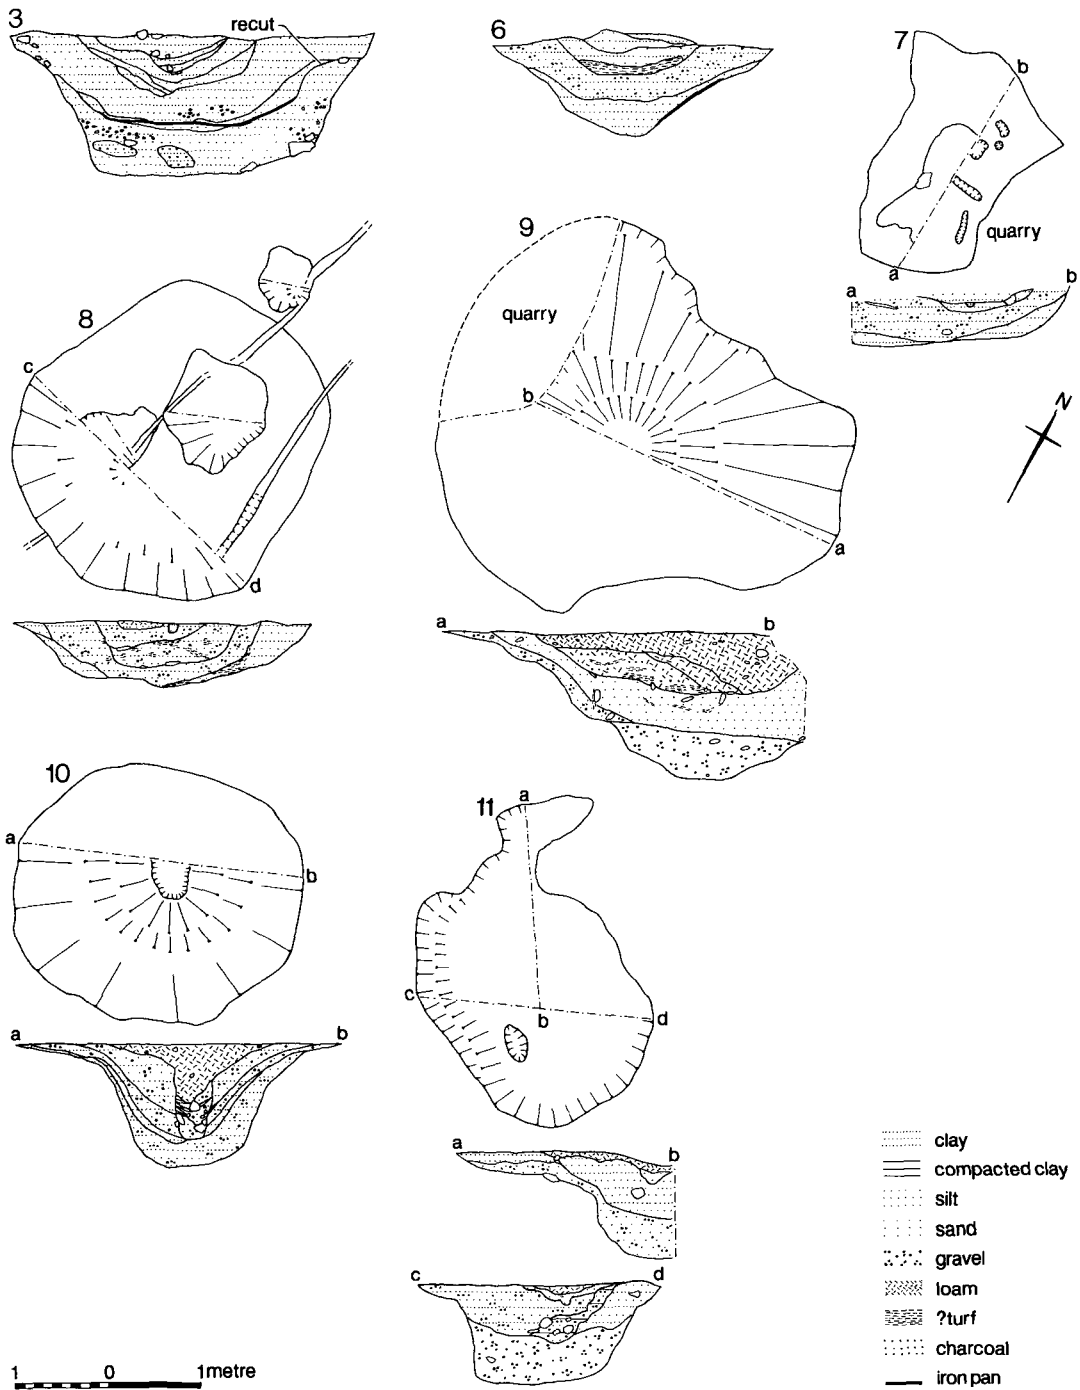 3
recut
6
7
b
a
quarry
a b
8
c
d
9
quarry
b
a
N
a b
10
a
b
a b
11
a
c
b
d
a
b
c d
clay
compacted clay
silt
sand
gravel
loam
?turf
charcoal
iron pan
1 0 1metre